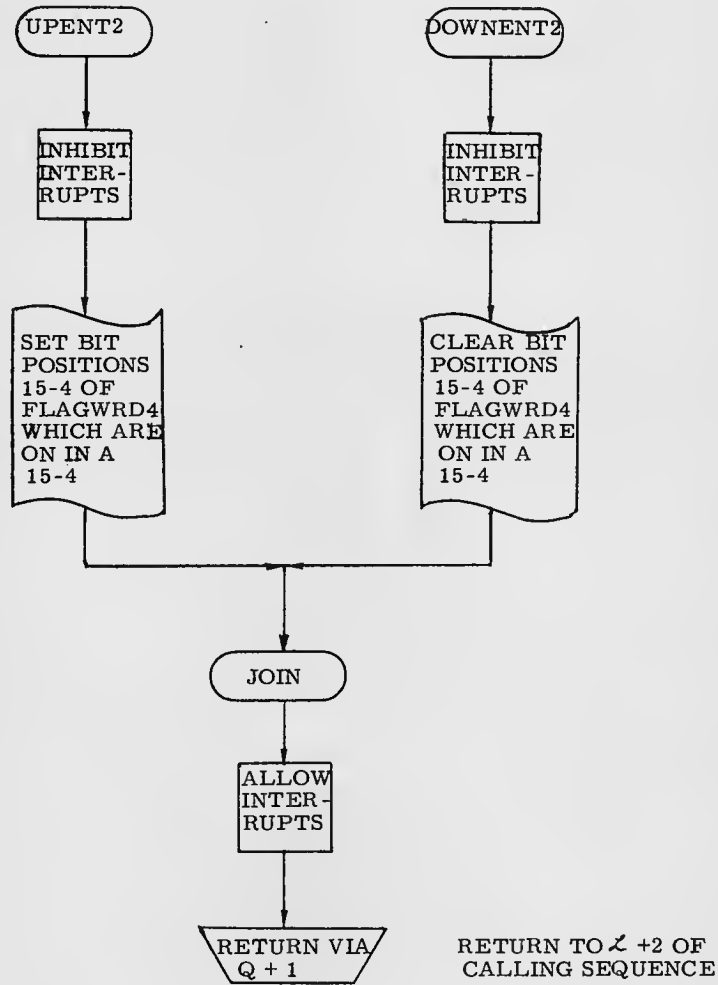 UPENT2
DOWNENT2
INHIBIT
INTER-
RUPTS
INHIBIT
INTER-
RUPTS
SET BIT
POSITIONS
15-4 OF
FLAGWRD4
WHICH ARE
ON IN A
15-4
CLEAR BIT
POSITIONS
15-4 OF
FLAGWRD4
WHICH ARE
ON IN A
15-4
JOIN
ALLOW
INTER-
RUPTS
RETURN VIA
Q + 1
RETURN TO ℒ +2 OF
CALLING SEQUENCE